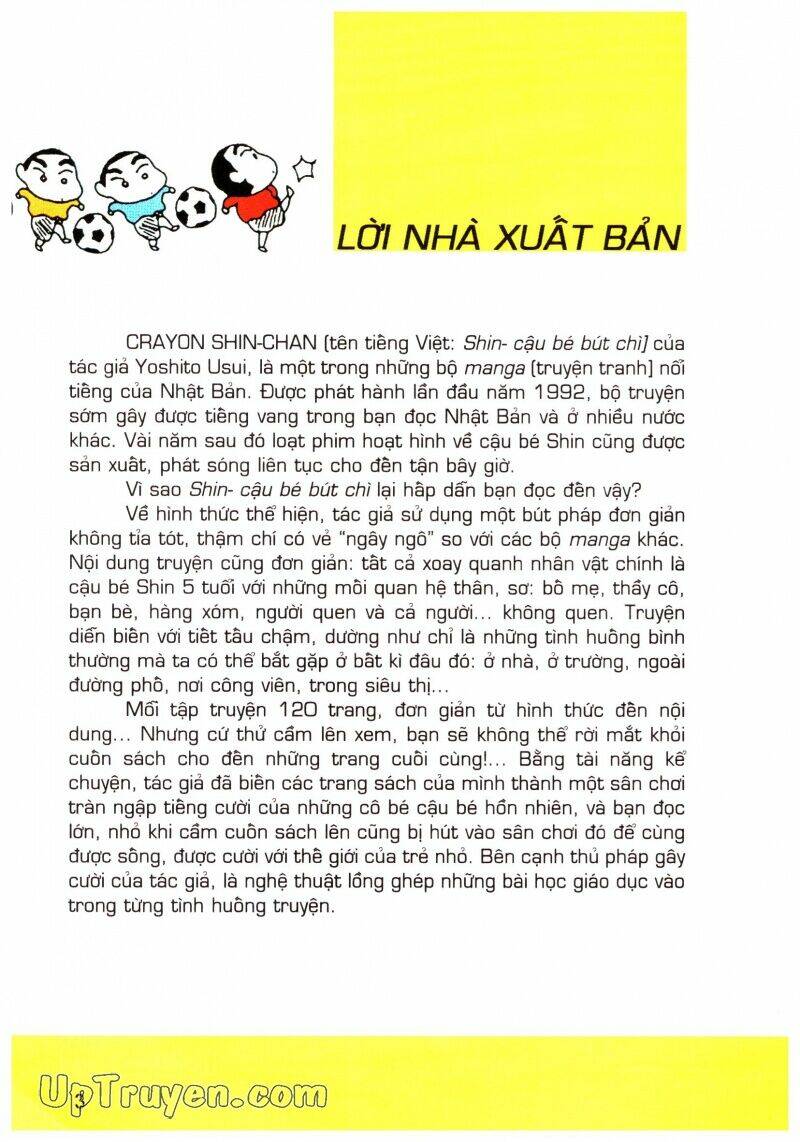 LỜI NHÀ XUẤT BẢN
CRAYON SHIN-CHAN (tên tiếng Việt: Shin- cậu bé bút chì) của
tác giả Yoshito Usui, là một trong những bộ manga (truyện tranh) nổi
tiếng của Nhật Bản. Được phát hành lần đầu năm 1992, bộ truyện
sớm gây được tiếng vang trong bạn đọc Nhật Bản và ở nhiều nước
khác. Vài năm sau đó loạt phim hoạt hình về cậu bé Shin cũng được
sản xuất, phát sóng liên tục cho đến tận bây giờ.
Vì sao Shin- cậu bé bút chì lại hấp dẫn bạn đọc đến vậy?
Về hình thức thể hiện, tác giả sử dụng một bút pháp đơn giản
không tỉa tót, thậm chí có vẻ “ngây ngô” so với các bộ manga khác.
Nội dung truyện cũng đơn giản: tất cả xoay quanh nhân vật chính là
cậu bé Shin 5 tuổi với những mối quan hệ thân, sơ: bố mẹ, thầy cô,
bạn bè, hàng xóm, người quen và cả người... không quen. Truyện
diễn biến với tiết tấu chậm, dường như chỉ là những tình huống bình
thường mà ta có thể bắt gặp ở bất kì đâu đó: ở nhà, ở trường, ngoài
đường phố, nơi công viên, trong siêu thị...
Mỗi tập truyện 120 trang, đơn giản từ hình thức đến nội
dung... Nhưng cứ thử cầm lên xem, bạn sẽ không thể rời mắt khỏi
cuốn sách cho đến những trang cuối cùng!... Bằng tài năng kể
chuyện, tác giả đã biến các trang sách của mình thành một sân chơi
tràn ngập tiếng cười của những cô bé cậu bé hồn nhiên, và bạn đọc
lớn, nhỏ khi cầm cuốn sách lên cũng bị hút vào sân chơi đó để cùng
được sống, được cười với thế giới của trẻ nhỏ. Bên cạnh thủ pháp gây
cười của tác giả, là nghệ thuật lồng ghép những bài học giáo dục vào
trong từng tình huống truyện.
3
UpTruyen.com